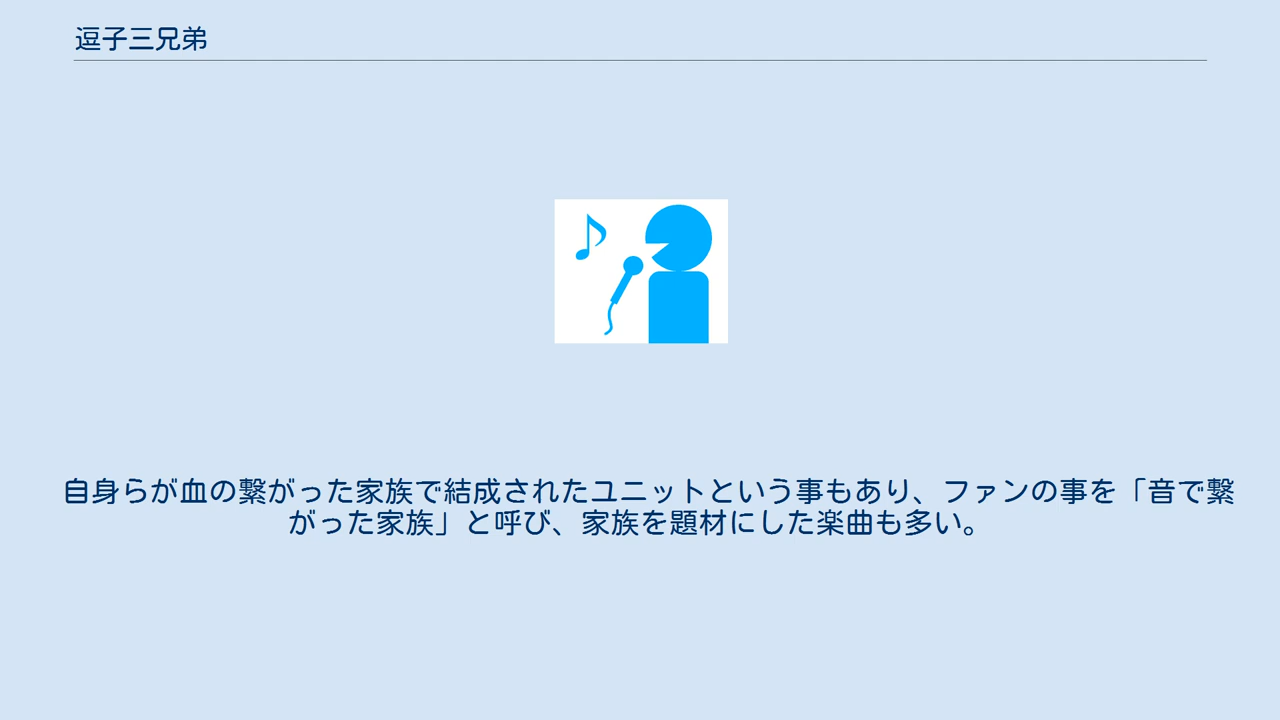 逗子三兄弟
自身らが血の繋がった家族で結成されたユニットという事もあり、ファンの事を「音で繋
がった家族」と呼び、家族を題材にした楽曲も多い。